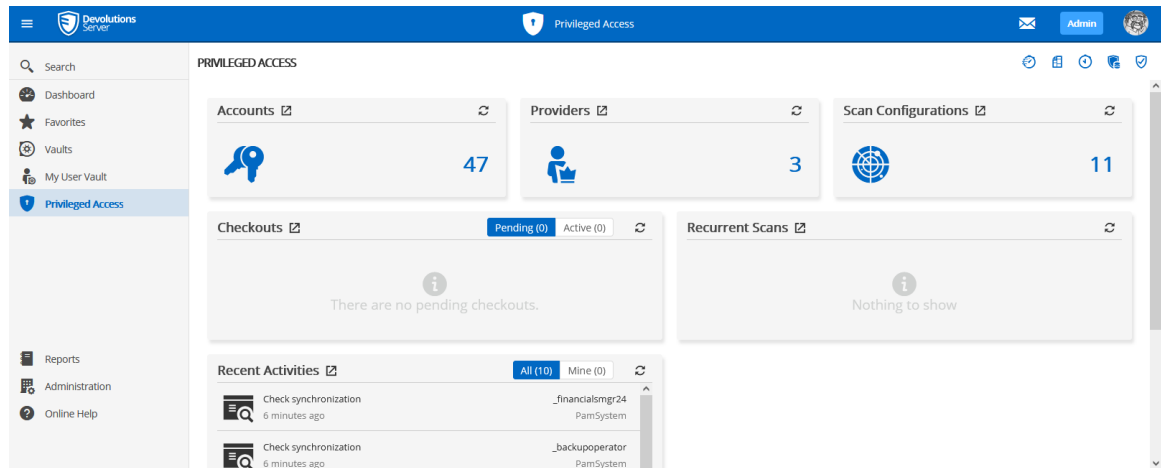 Devolutions
Server
Privileged Access
Admin
Search
Dashboard
Favorites
Vaults
My User Vault
Privileged Access
Reports
Administration
Online Help
PRIVILEGED ACCESS
Accounts
47
Providers
3
Scan Configurations
11
Checkouts
Pending (0) Active (0)
There are no pending checkouts.
Recurrent Scans
Nothing to show
Recent Activities
All (10) Mine (0)
Check synchronization _financialsmgr24
6 minutes ago PamSystem
Check synchronization _backupoperator
6 minutes ago PamSystem